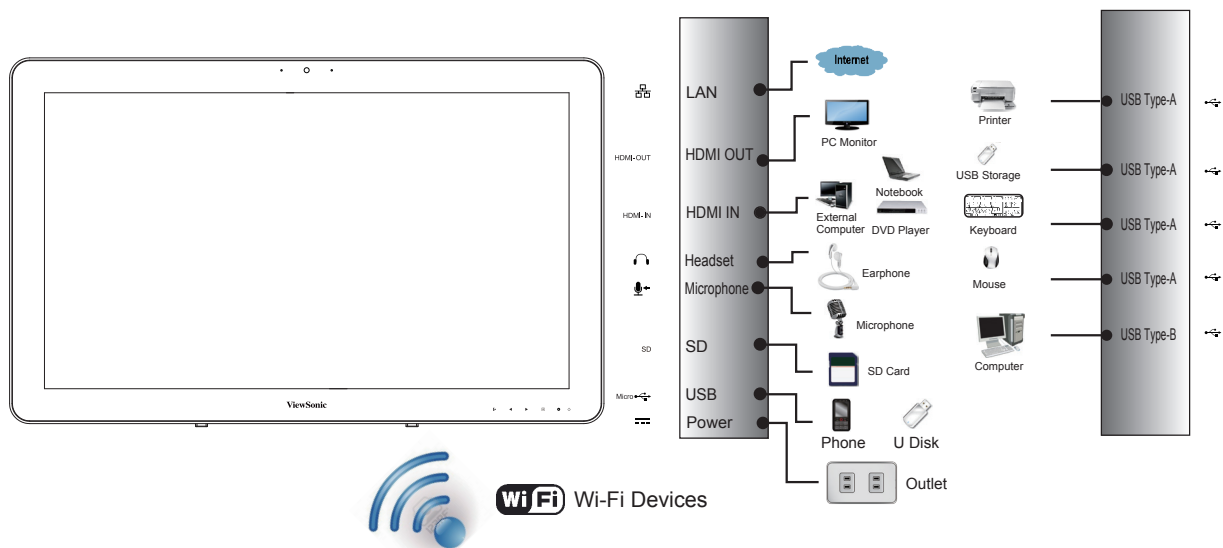 Internet
LAN
HDMI-OUT
HDMI OUT
PC Monitor
HDMI-IN
HDMI IN
Notebook
External
Computer
DVD Player
Headset
Earphone
Microphone
Microphone
SD
SD
SD Card
Micro
USB
Power
Phone
U Disk
Outlet
ViewSonic
Wi Fi
Wi-Fi Devices
Printer
USB Type-A
USB Storage
USB Type-A
Keyboard
USB Type-A
Mouse
USB Type-A
Computer
USB Type-B